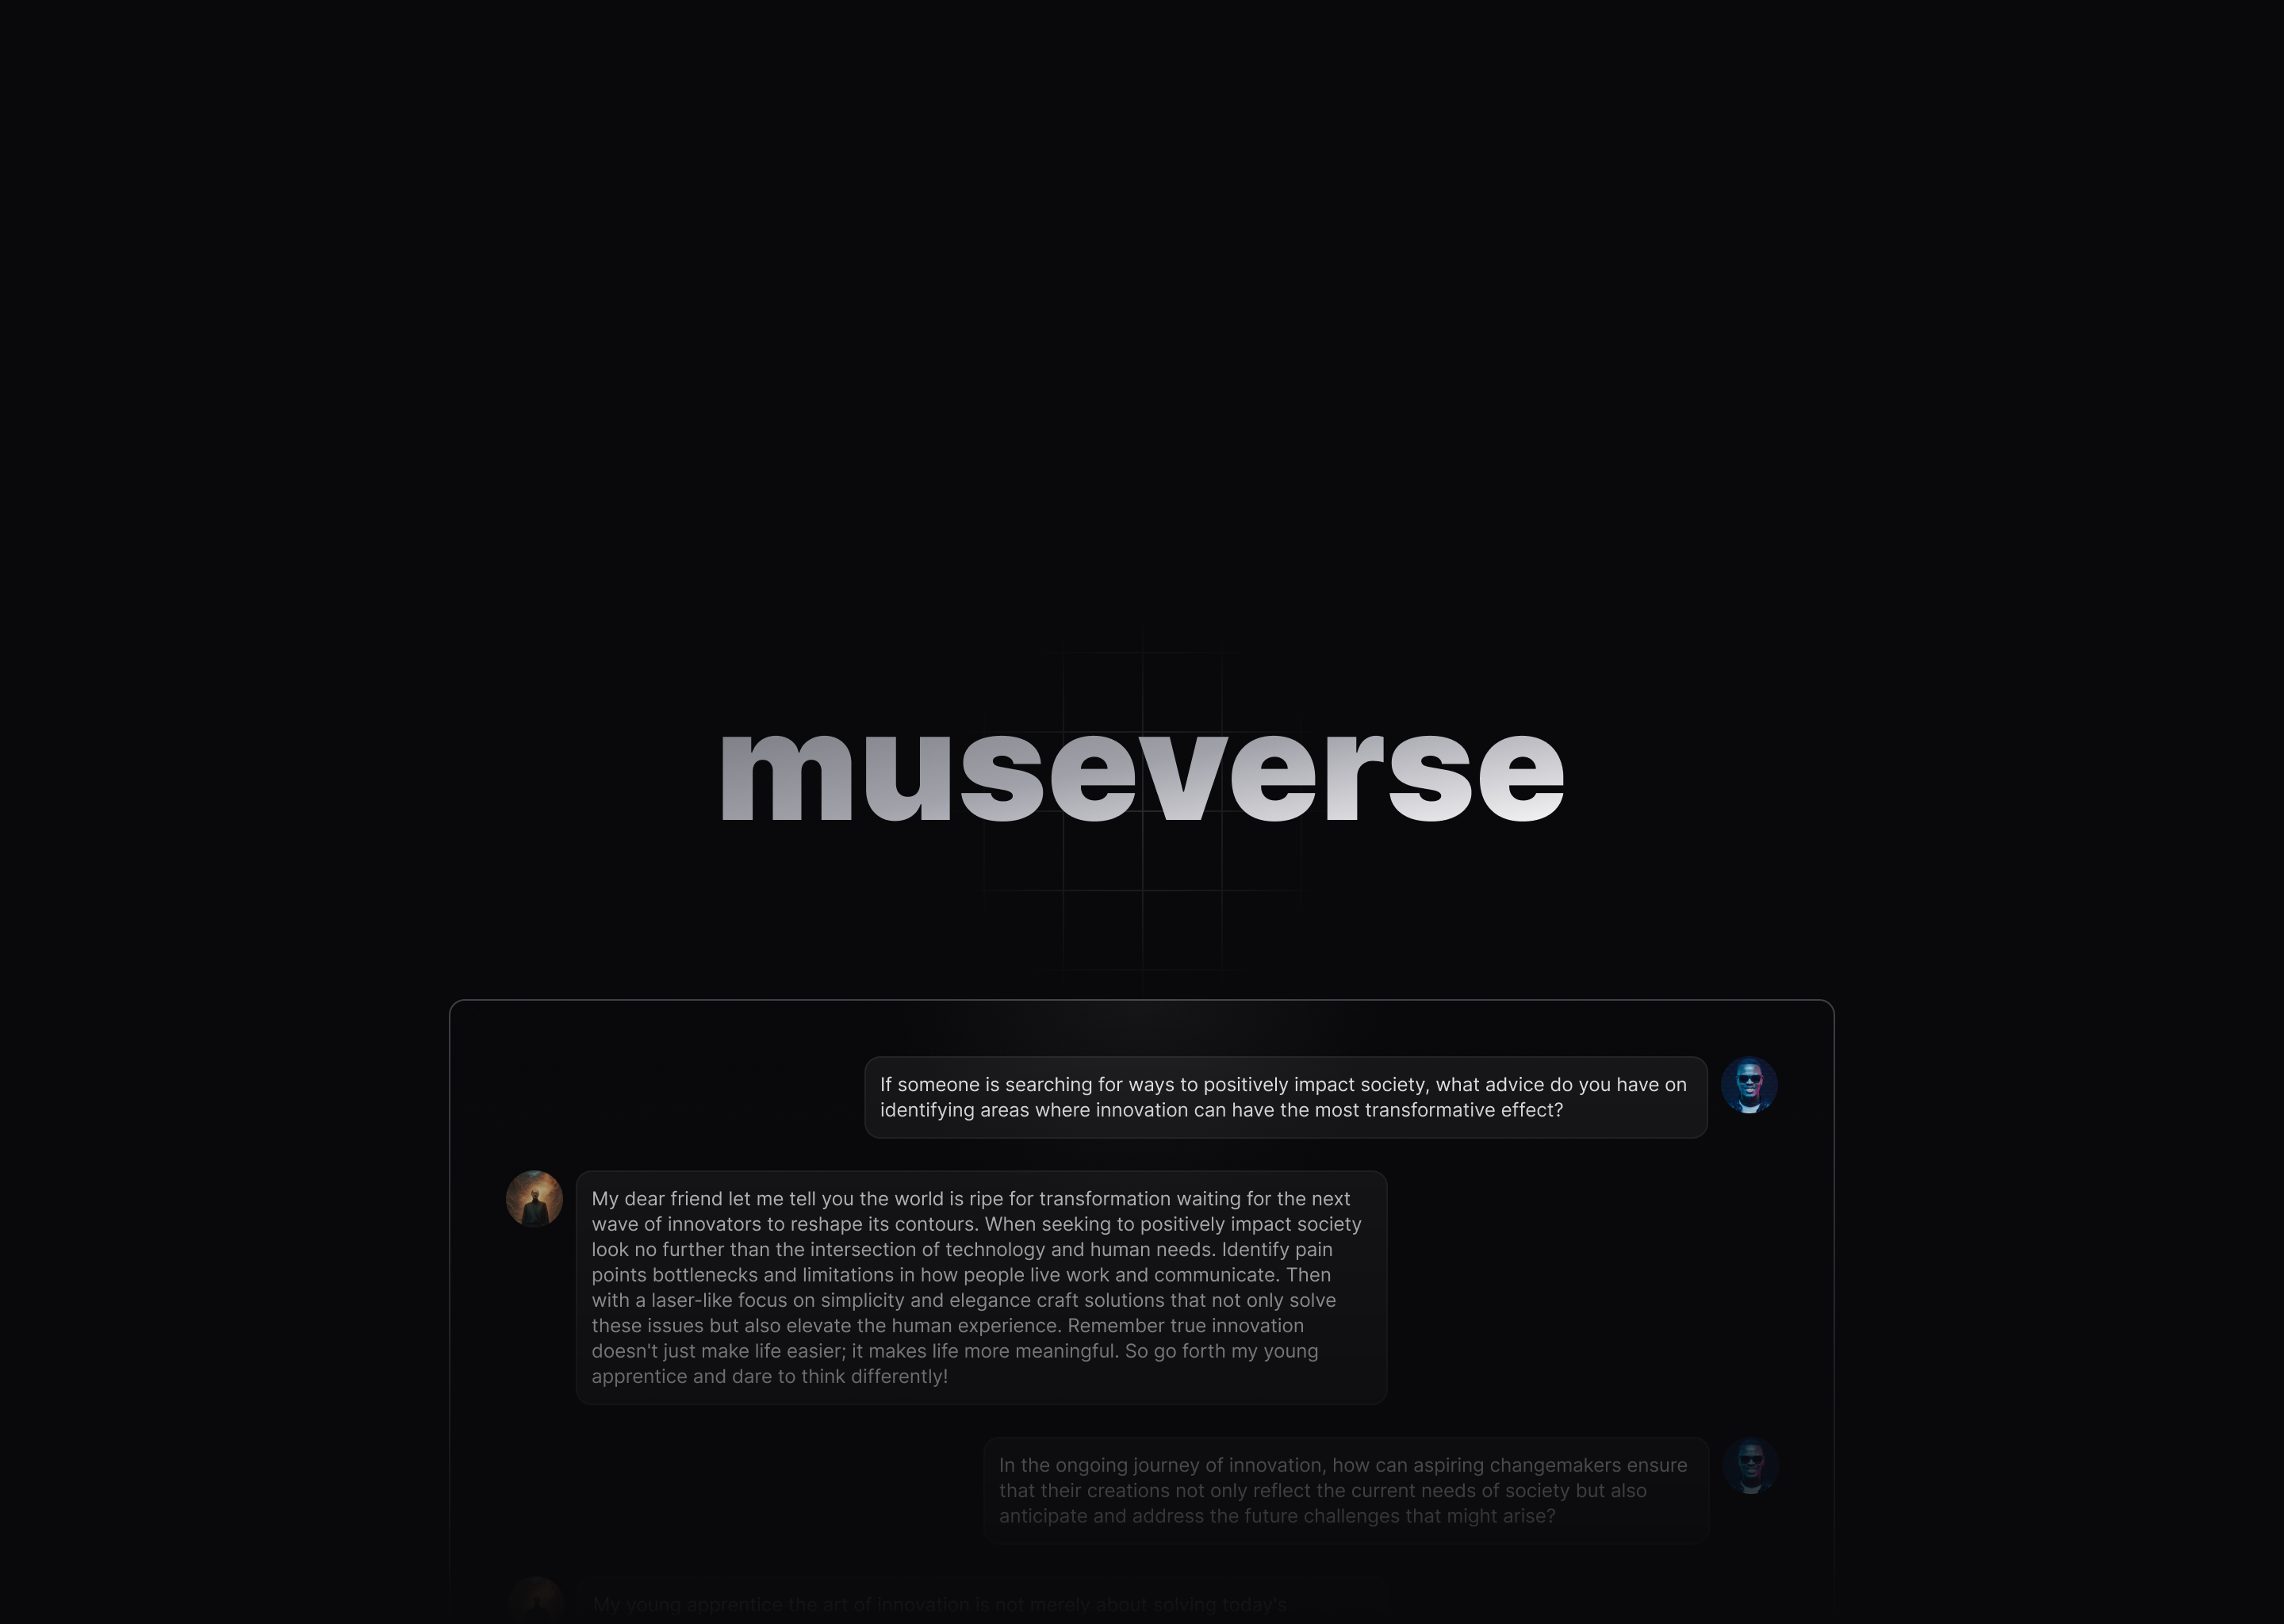 museverse
If someone is searching for ways to positively impact society, what advice do you have on
identifying areas where innovation can have the most transformative effect?
My dear friend let me tell you the world is ripe for transformation waiting for the next
wave of innovators to reshape its contours. When seeking to positively impact society
look no further than the intersection of technology and human needs. Identify pain
points bottlenecks and limitations in how people live work and communicate. Then
with a laser-like focus on simplicity and elegance craft solutions that not only solve
these issues but also elevate the human experience. Remember true innovation
doesn't just make life easier; it makes life more meaningful. So go forth my young
apprentice and dare to think differently!
In the ongoing journey of innovation, how can aspiring changemakers ensure
that their creations not only reflect the current needs of society but also
anticipate and address the future challenges that might arise?
My young apprentice the art of innovation is not merely about solving today's